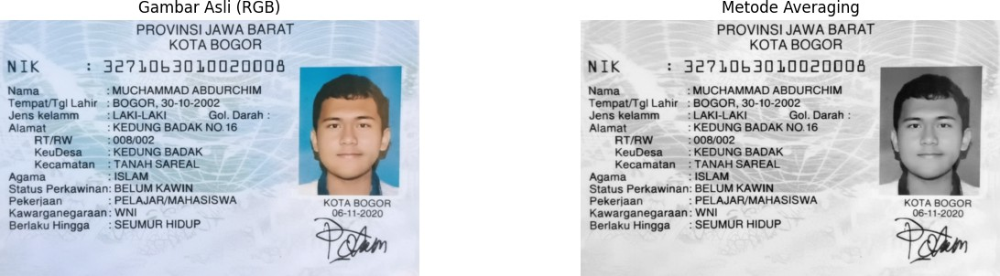 Gambar Asli (RGB)
PROVINSI JAWA BARAT
KOTA BOGOR
NIK : 3271063010020008
Nama : MUCHAMMAD ABDURCHIM
Tempat/Tgl Lahir : BOGOR, 30-10-2002
Jens kelamm : LAKI-LAKI Gol. Darah :
Alamat : KEDUNG BADAK NO.16
RT/RW : 008/002
KeuDesa : KEDUNG BADAK
Kecamatan : TANAH SAREAL
Agama : ISLAM
Status Perkawinan: BELUM KAWIN
Pekerjaan : PELAJAR/MAHASISWA
Kawarganegaraan: WNI
Berlaku Hingga : SEUMUR HIDUP
KOTA BOGOR
06-11-2020
Metode Averaging
PROVINSI JAWA BARAT
KOTA BOGOR
NIK : 3271063010020008
Nama : MUCHAMMAD ABDURCHIM
Tempat/Tgl Lahir : BOGOR, 30-10-2002
Jens kelamm : LAKI-LAKI Gol. Darah :
Alamat : KEDUNG BADAK NO.16
RT/RW : 008/002
KeuDesa : KEDUNG BADAK
Kecamatan : TANAH SAREAL
Agama : ISLAM
Status Perkawinan: BELUM KAWIN
Pekerjaan : PELAJAR/MAHASISWA
Kawarganegaraan: WNI
Berlaku Hingga : SEUMUR HIDUP
KOTA BOGOR
06-11-2020